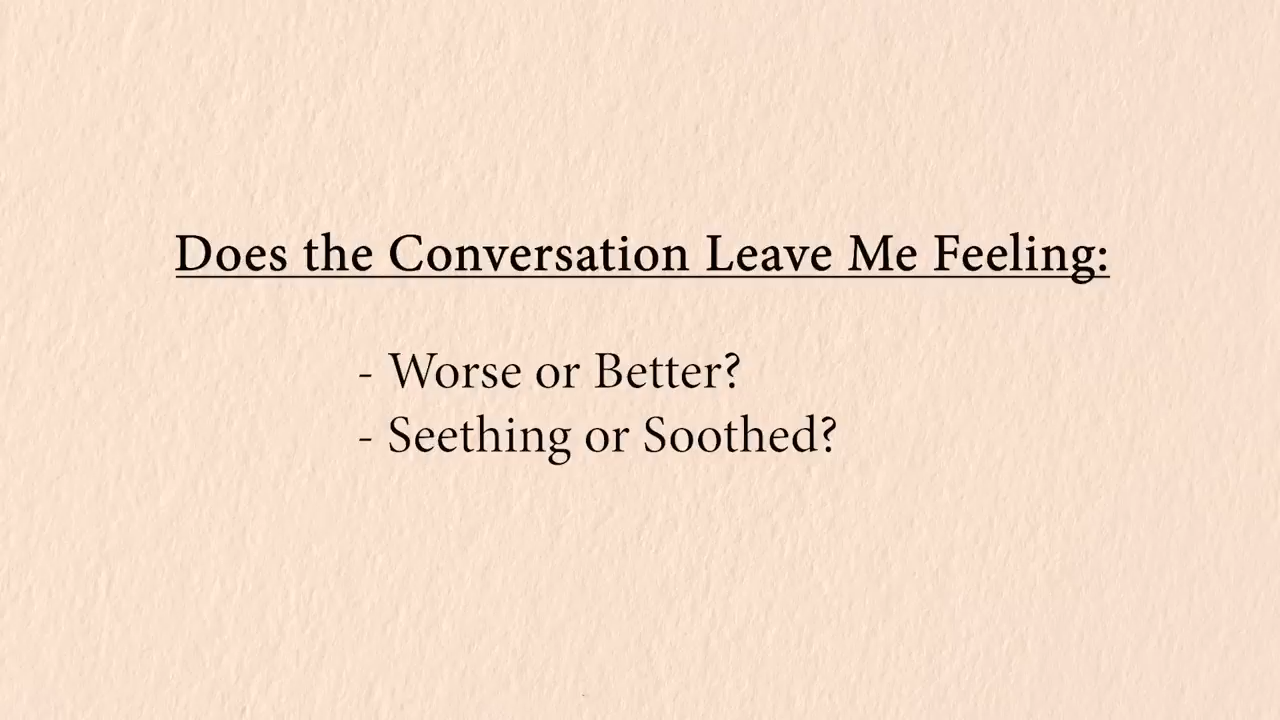 Does the Conversation Leave Me Feeling:
- Worse or Better?
- Seething or Soothed?